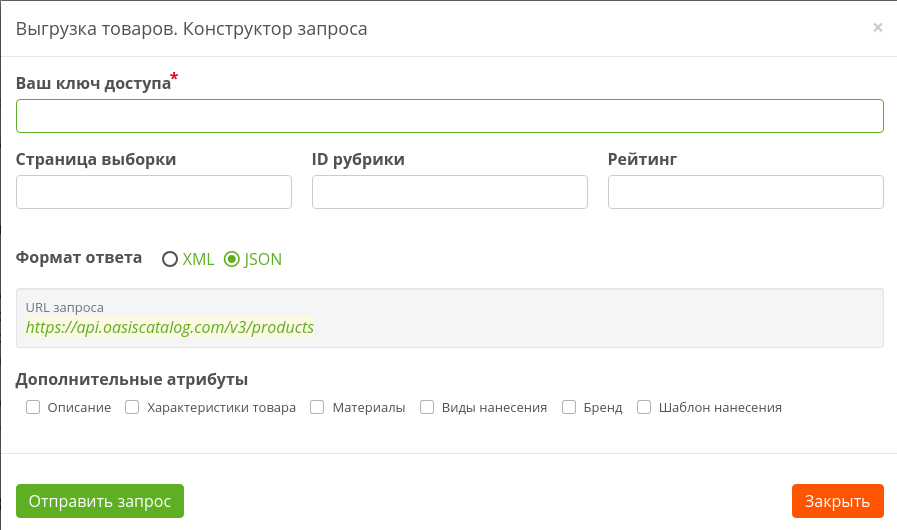 Выгрузка товаров. Конструктор запроса ×
Ваш ключ доступа*
Страница выборки ID рубрики Рейтинг
Формат ответа XML JSON
URL запроса
https://api.oasiscatalog.com/v3/products
Дополнительные атрибуты
Описание Характеристики товара Материалы Виды нанесения Бренд Шаблон нанесения
Отправить запрос Закрыть